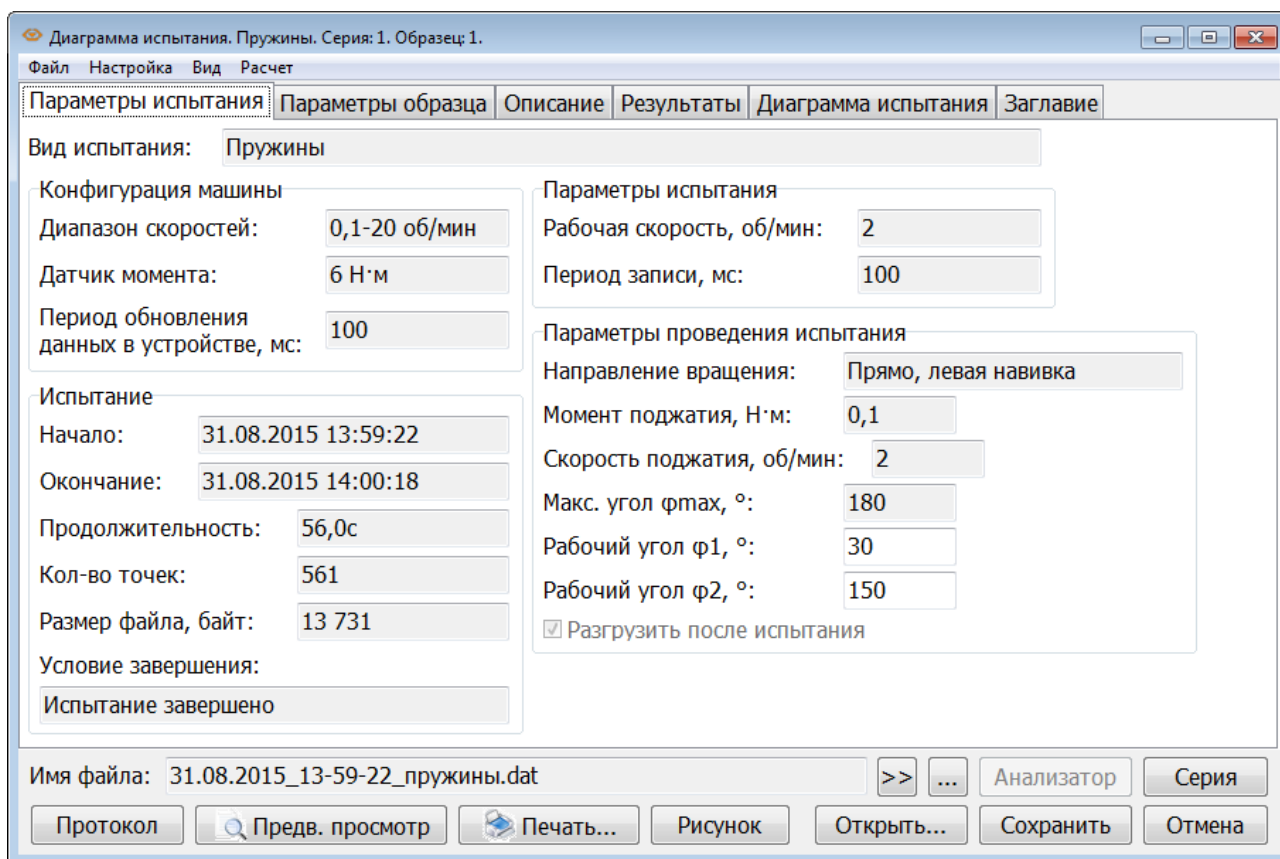 Диаграмма испытания. Пружины. Серия: 1. Образец: 1.
Файл Настройка Вид Расчет
Параметры испытания Параметры образца Описание Результаты Диаграмма испытания Заглавие
Вид испытания: Пружины
Конфигурация машины
Диапазон скоростей: 0,1-20 об/мин
Датчик момента: 6 Н·м
Период обновления
данных в устройстве, мс: 100
Испытание
Начало: 31.08.2015 13:59:22
Окончание: 31.08.2015 14:00:18
Продолжительность: 56,0с
Кол-во точек: 561
Размер файла, байт: 13 731
Условие завершения:
Испытание завершено
Параметры испытания
Рабочая скорость, об/мин: 2
Период записи, мс: 100
Параметры проведения испытания
Направление вращения: Прямо, левая навивка
Момент поджатия, Н·м: 0,1
Скорость поджатия, об/мин: 2
Макс. угол φmax, °: 180
Рабочий угол φ1, °: 30
Рабочий угол φ2, °: 150
Разгрузить после испытания
Имя файла: 31.08.2015_13-59-22_пружины.dat >> ... Анализатор Серия
Протокол Предв. просмотр Печать... Рисунок Открыть... Сохранить Отмена